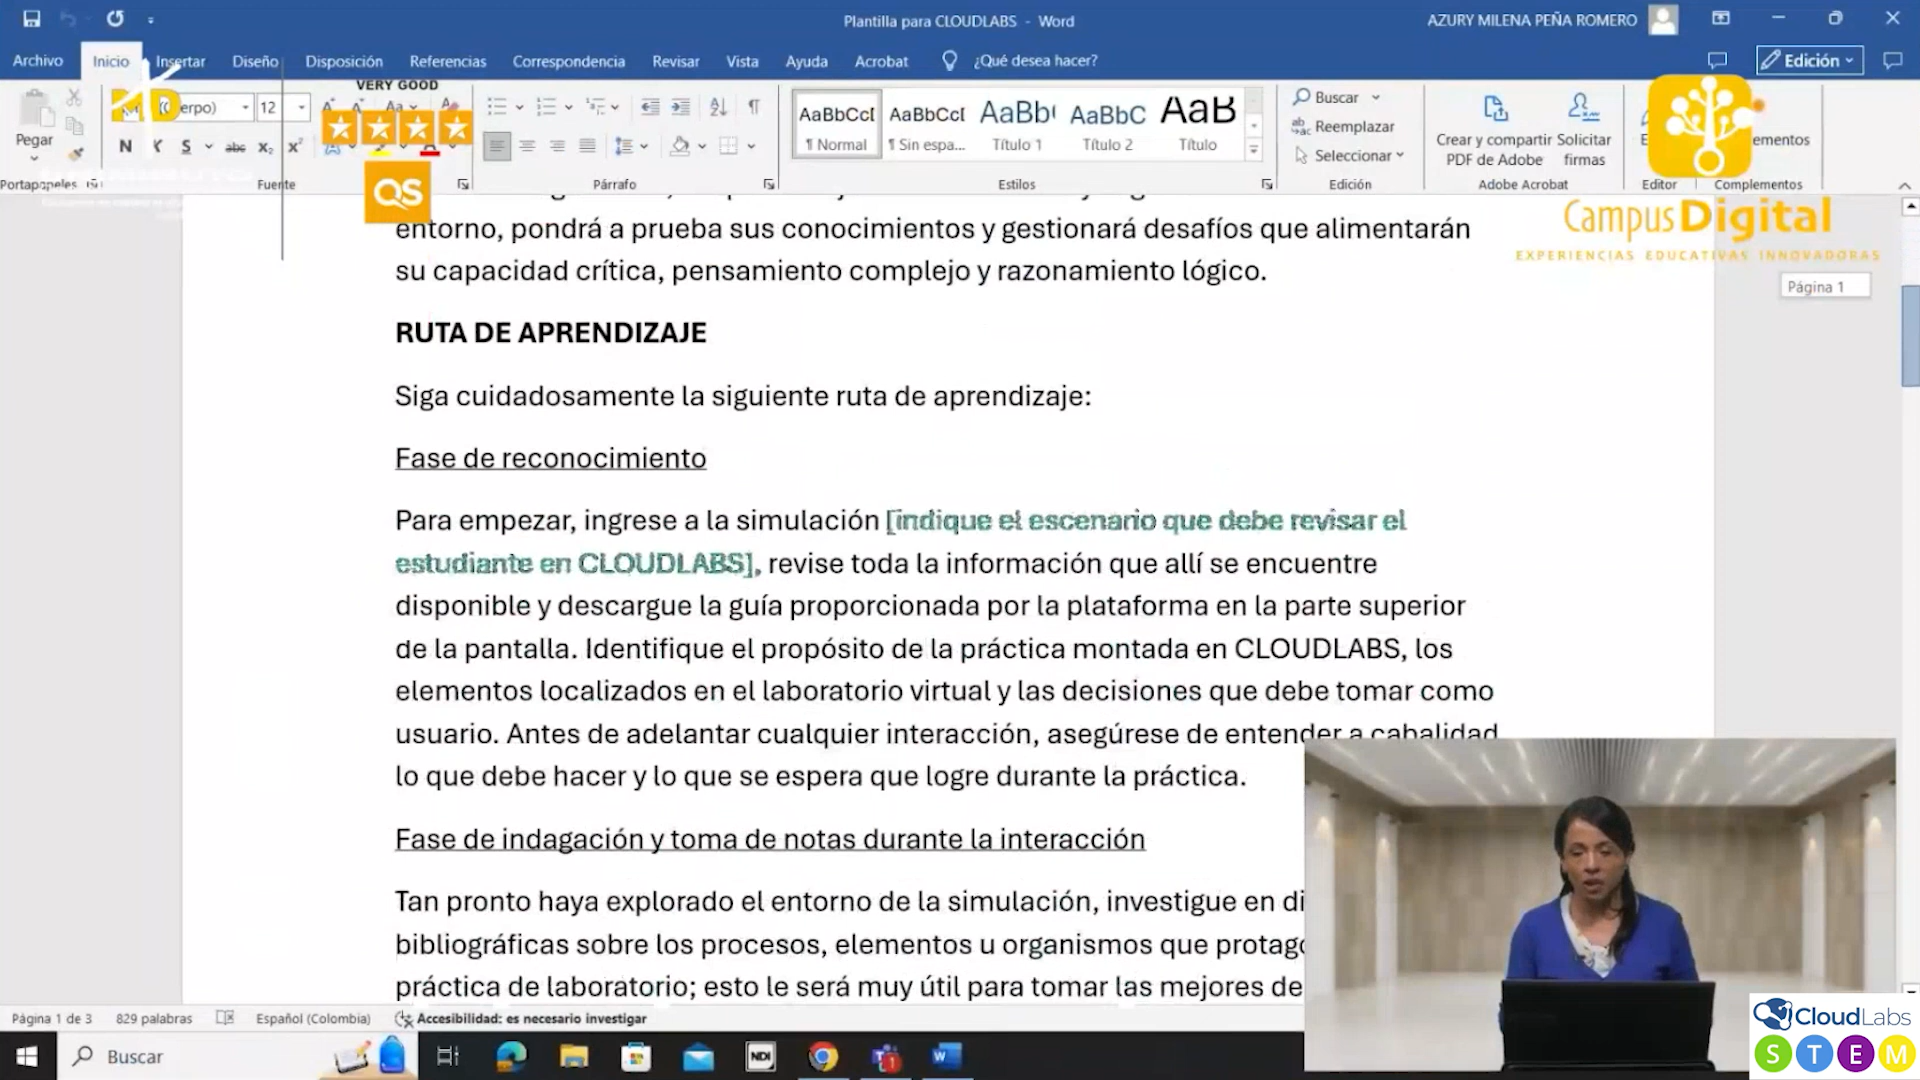 Plantilla para CLOUDLABS - Word
AZURY MILENA PEÑA ROMERO
Archivo Inicio Insertar Diseño Disposición Referencias Correspondencia Revisar Vista Ayuda Acrobat ¿Qué desea hacer? Edición
VERY GOOD
12
Pegar
N K S abc x₂ x²
QS
AaBbCcI AaBbCcI AaBb( AaBbC AaB
¶ Normal ¶ Sin espa... Título 1 Título 2 Título
Buscar
Reemplazar
Seleccionar
Crear y compartir PDF de Adobe
Solicitar firmas
Portapapeles Fuente Párrafo Estilos Edición Adobe Acrobat Editor Complementos
Campus Digital
EXPERIENCIAS EDUCATIVAS INNOVADORAS
Página 1
entorno, pondrá a prueba sus conocimientos y gestionará desafíos que alimentarán
su capacidad crítica, pensamiento complejo y razonamiento lógico.
RUTA DE APRENDIZAJE
Siga cuidadosamente la siguiente ruta de aprendizaje:
Fase de reconocimiento
Para empezar, ingrese a la simulación [indique el escenario que debe revisar el
estudiante en CLOUDLABS], revise toda la información que allí se encuentre
disponible y descargue la guía proporcionada por la plataforma en la parte superior
de la pantalla. Identifique el propósito de la práctica montada en CLOUDLABS, los
elementos localizados en el laboratorio virtual y las decisiones que debe tomar como
usuario. Antes de adelantar cualquier interacción, asegúrese de entender a cabalidad
lo que debe hacer y lo que se espera que logre durante la práctica.
Fase de indagación y toma de notas durante la interacción
Tan pronto haya explorado el entorno de la simulación, investigue en di
bibliográficas sobre los procesos, elementos u organismos que protago
práctica de laboratorio; esto le será muy útil para tomar las mejores de
Página 1 de 3 829 palabras Español (Colombia) Accesibilidad: es necesario investigar
Buscar
NDI
CloudLabs
STEM